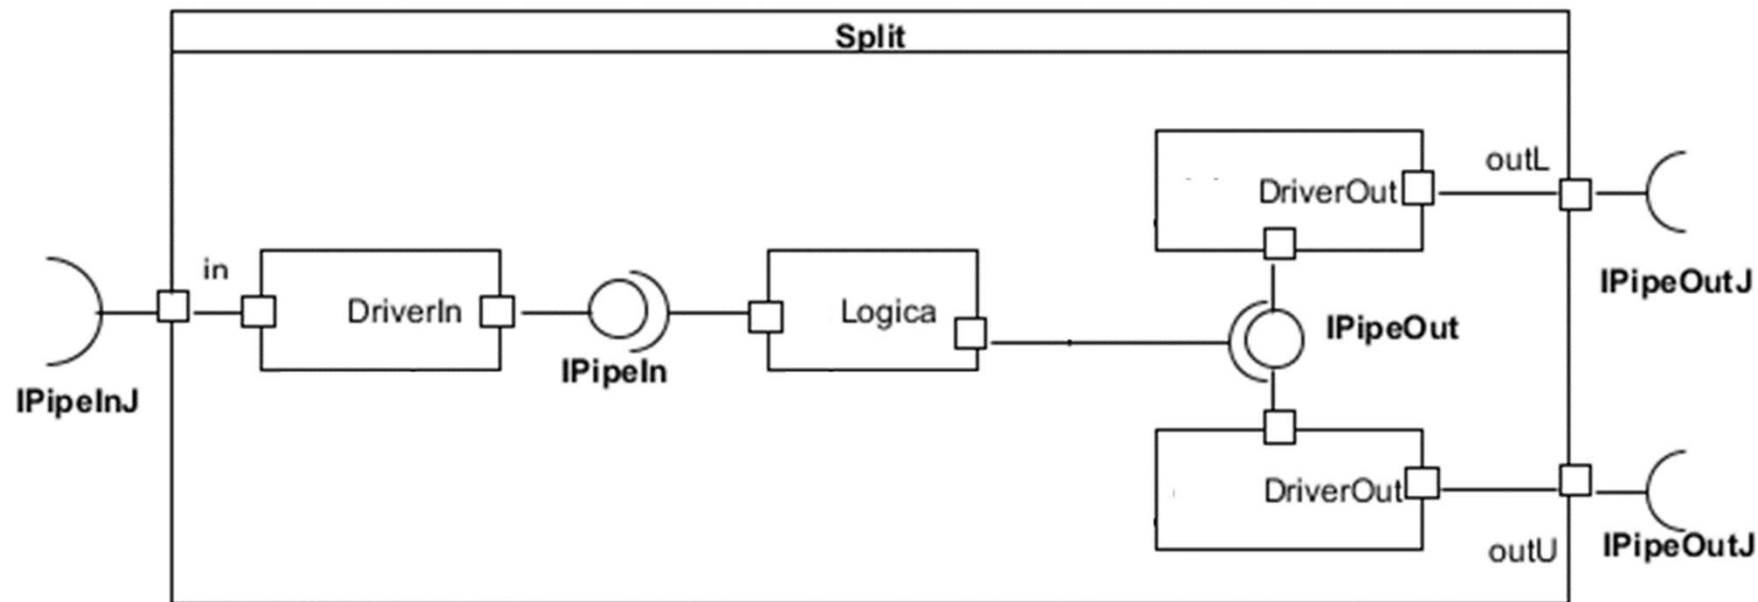 Split
outL
DriverOut
IPipeOutJ
in
DriverIn
IPipeIn
Logica
IPipeOut
IPipeInJ
DriverOut
outU
IPipeOutJ